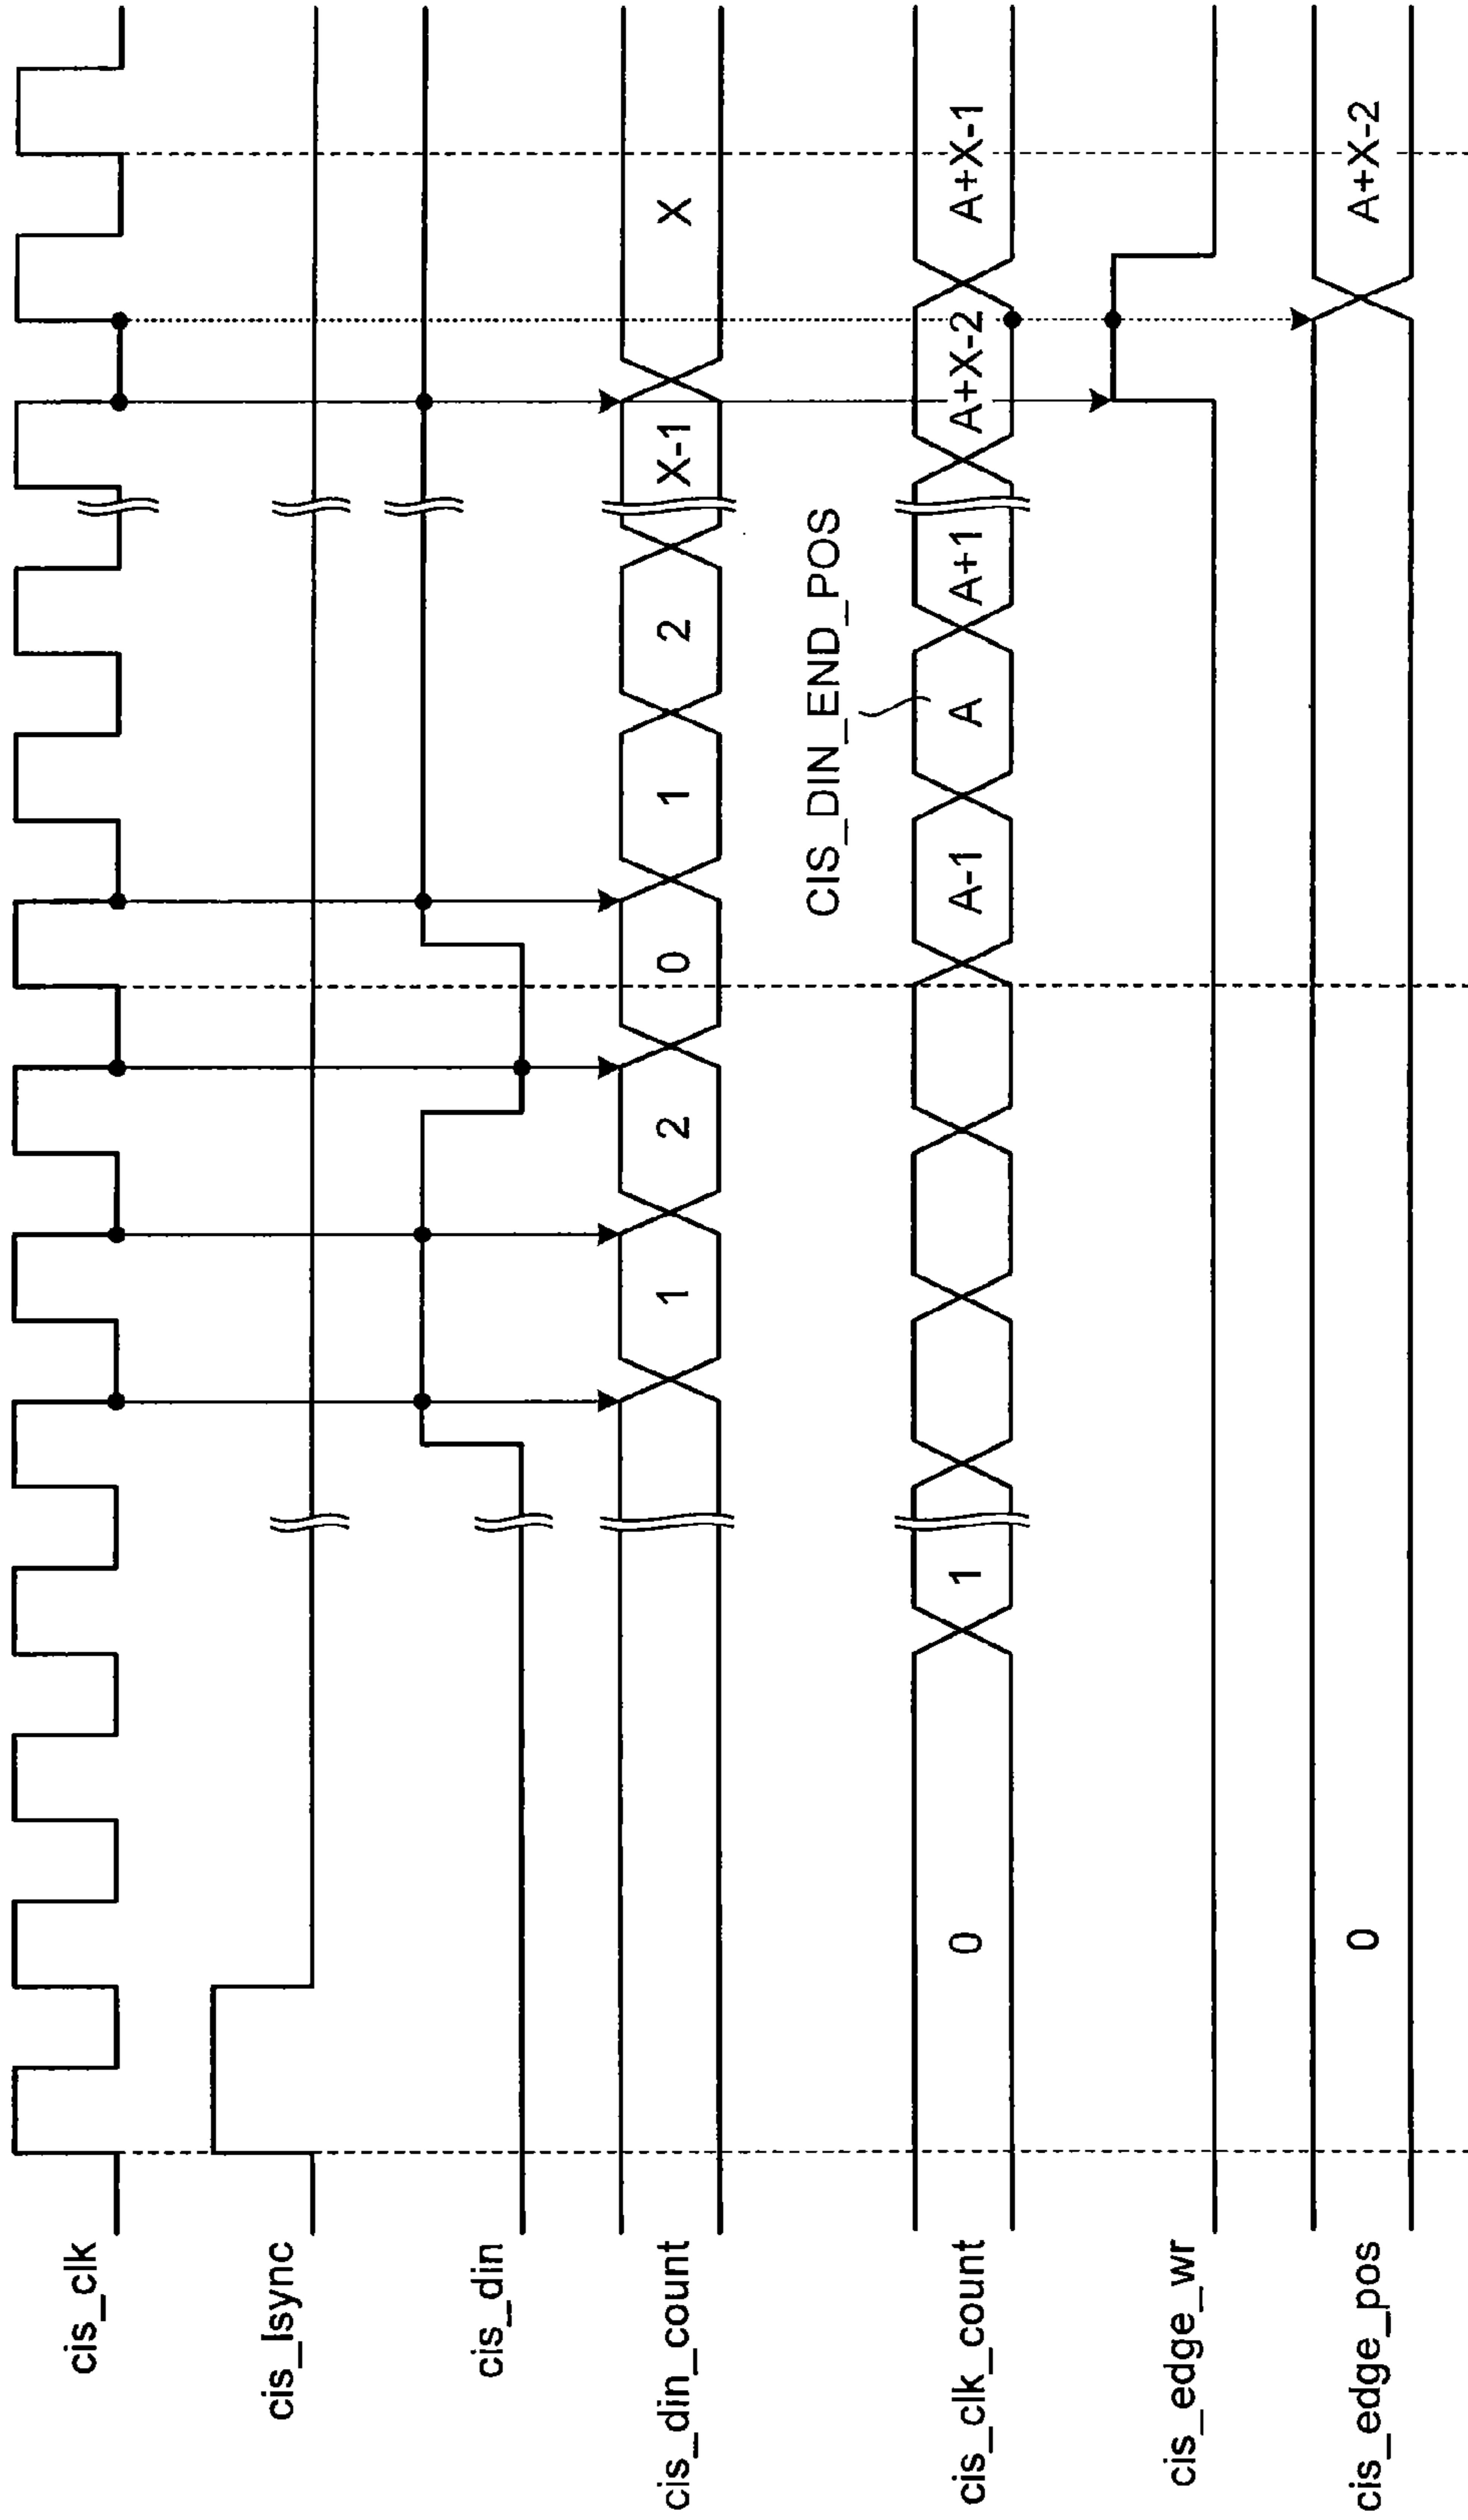 cis_clk
cis_lsync
cis_din
cis_din_count
1
2
0
1
2
X-1
X
CIS_DIN_END_POS
cis_clk_count
0
1
A-1
A
A+1
A+X-2
A+X-1
cis_edge_wr
cis_edge_pos
0
A+X-2